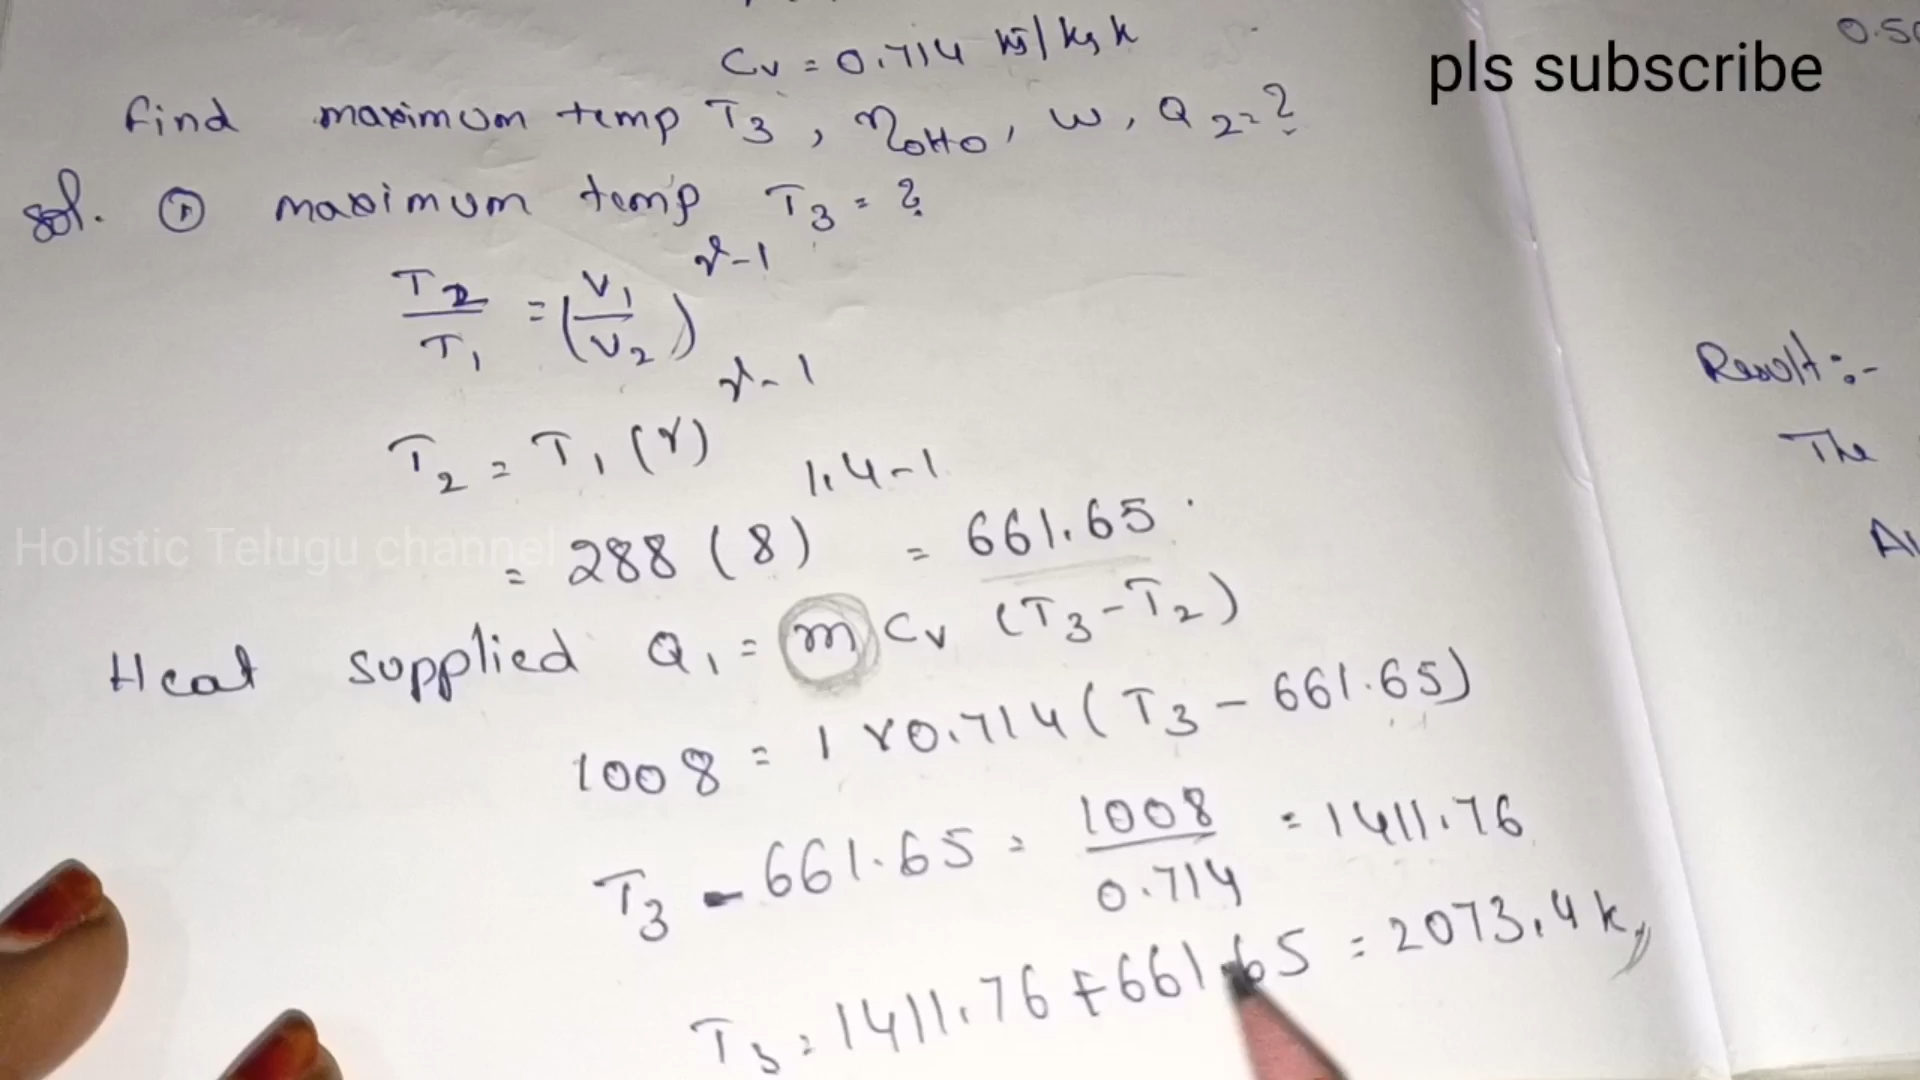 Cv = 0.714 kJ/kg k
pls subscribe
0.5
find maximum temp T3, ηotto, w, Q2=?
Sol. ① maximum temp T3 = ?
T2/T1 = (V1/V2)^γ-1
T2 = T1 (r)^γ-1
= 288 (8)^1.4-1 = 661.65
Holistic Telugu channel
Heat supplied Q1 = m Cv (T3-T2)
1008 = 1 x 0.714 (T3 - 661.65)
T3 - 661.65 = 1008/0.714 = 1411.76
T3 = 1411.76 + 661.65 = 2073.4 k
Result :-
The